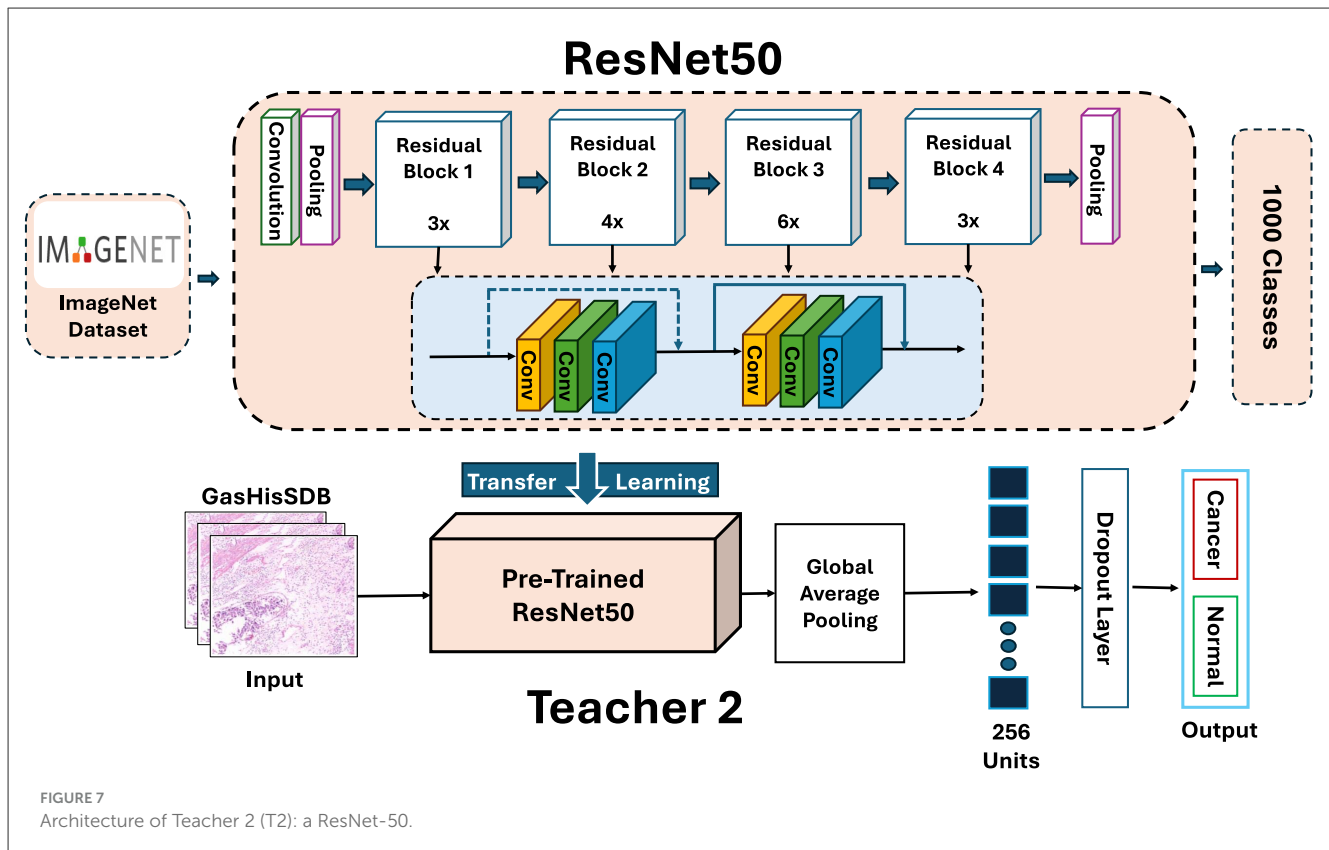 ResNet50
Convolution
Pooling
Residual
Block 1
3x
Residual
Block 2
4x
Residual
Block 3
6x
Residual
Block 4
3x
Pooling
IMAGENET
ImageNet
Dataset
1000 Classes
Conv
Conv
Conv
Conv
Conv
Conv
Transfer Learning
GasHisSDB
Input
Pre-Trained
ResNet50
Teacher 2
Global
Average
Pooling
256
Units
Dropout Layer
Cancer
Normal
Output
FIGURE 7
Architecture of Teacher 2 (T2): a ResNet-50.